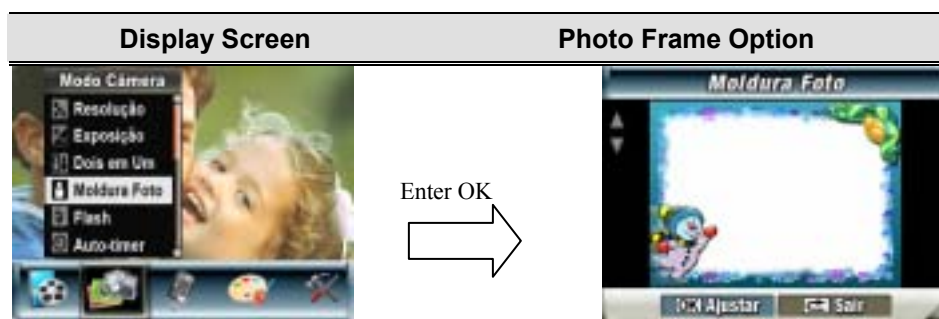 Display Screen
Photo Frame Option
Modo Câmera
Resolução
Exposição
Dois em Um
Moldura Foto
Flash
Auto-timer
Enter OK
Moldura Foto
OK Ajustar
Sair